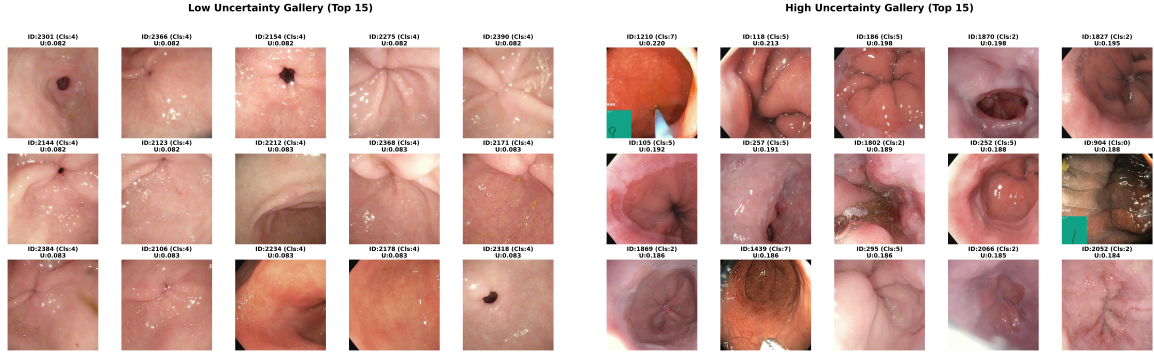 Low Uncertainty Gallery (Top 15)
ID:2301 (Cls:4)
U:0.082
ID:2366 (Cls:4)
U:0.082
ID:2154 (Cls:4)
U:0.082
ID:2275 (Cls:4)
U:0.082
ID:2390 (Cls:4)
U:0.082
ID:2144 (Cls:4)
U:0.082
ID:2123 (Cls:4)
U:0.082
ID:2212 (Cls:4)
U:0.083
ID:2368 (Cls:4)
U:0.083
ID:2171 (Cls:4)
U:0.083
ID:2384 (Cls:4)
U:0.083
ID:2106 (Cls:4)
U:0.083
ID:2234 (Cls:4)
U:0.083
ID:2178 (Cls:4)
U:0.083
ID:2318 (Cls:4)
U:0.083
High Uncertainty Gallery (Top 15)
ID:1210 (Cls:7)
U:0.220
ID:118 (Cls:5)
U:0.213
ID:186 (Cls:5)
U:0.198
ID:1870 (Cls:2)
U:0.198
ID:1827 (Cls:2)
U:0.195
ID:105 (Cls:5)
U:0.192
ID:257 (Cls:5)
U:0.191
ID:1802 (Cls:2)
U:0.189
ID:252 (Cls:5)
U:0.188
ID:904 (Cls:0)
U:0.188
ID:1869 (Cls:2)
U:0.186
ID:1439 (Cls:7)
U:0.186
ID:295 (Cls:5)
U:0.186
ID:2066 (Cls:2)
U:0.185
ID:2052 (Cls:2)
U:0.184